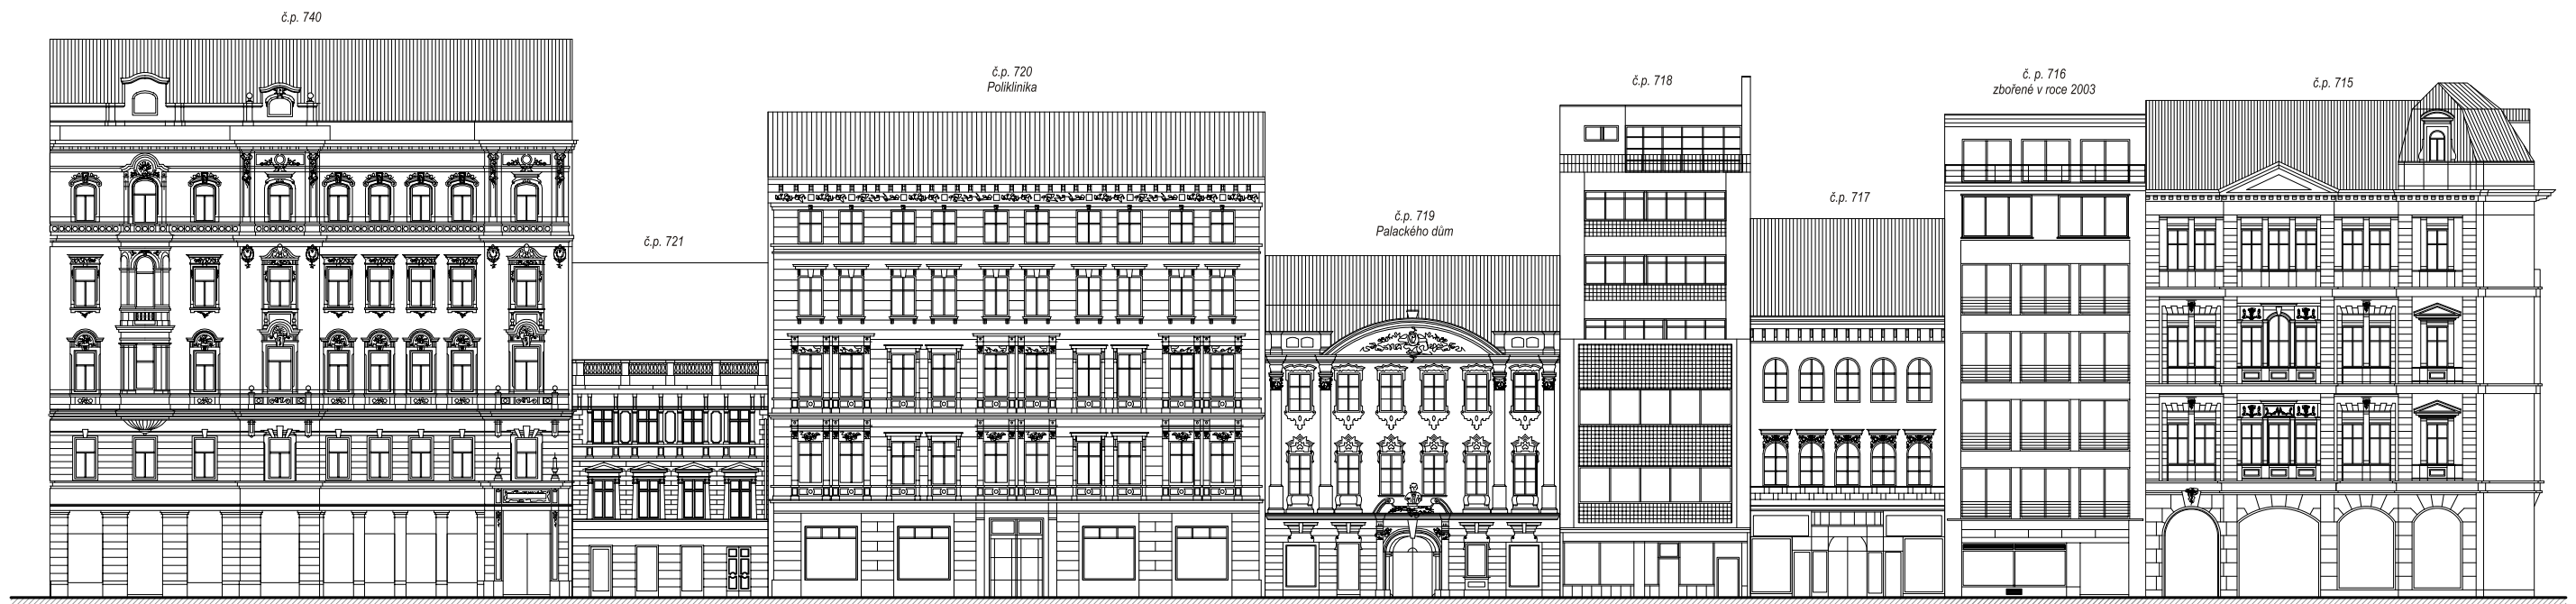 č.p. 740
č.p. 721
č.p. 720
Poliklinika
č.p. 719
Palackého dům
č.p. 718
č.p. 717
č. p. 716
zbořené v roce 2003
č.p. 715